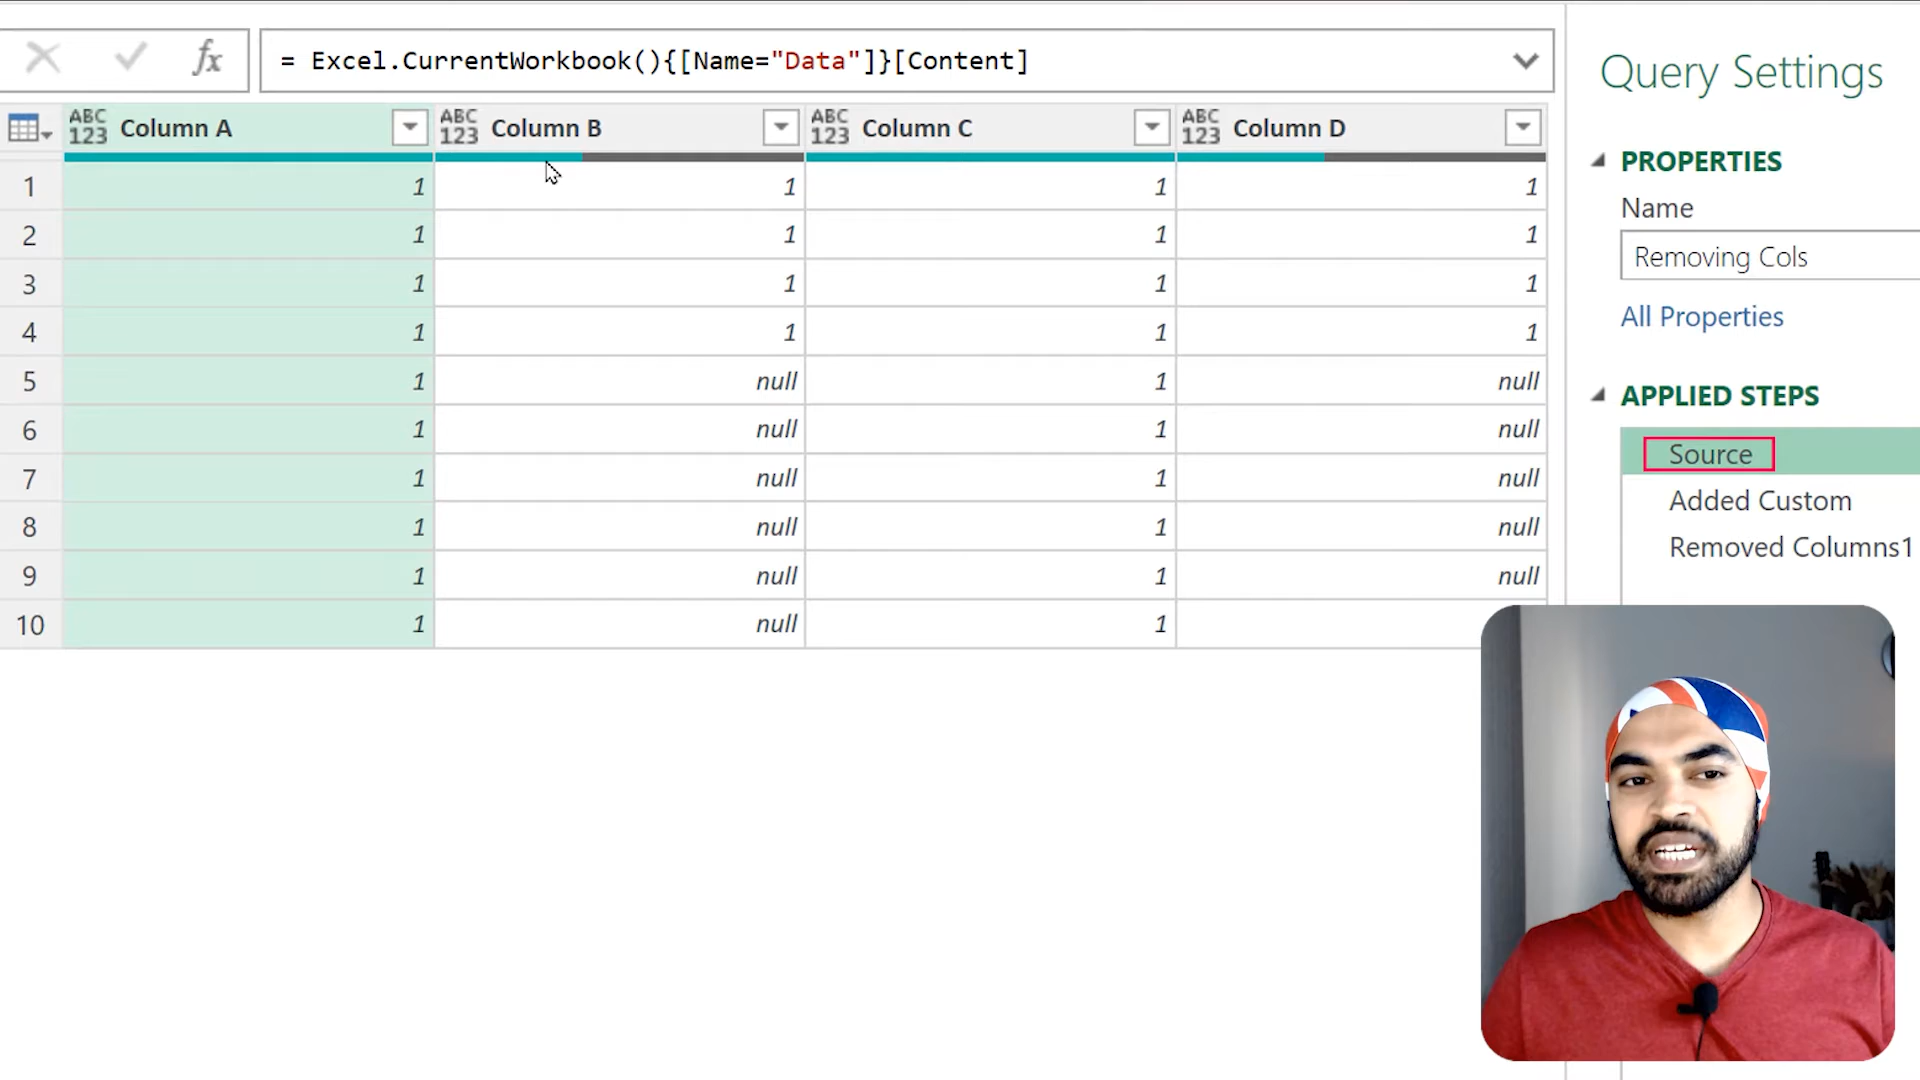 fx = Excel.CurrentWorkbook(){[Name="Data"]}[Content]
Query Settings
ABC 123 Column A ABC 123 Column B ABC 123 Column C ABC 123 Column D
PROPERTIES
1 1 1 1 1
Name
2 1 1 1 1
Removing Cols
3 1 1 1 1
All Properties
4 1 1 1 1
5 1 null 1 null
APPLIED STEPS
6 1 null 1 null
Source
7 1 null 1 null
Added Custom
8 1 null 1 null
Removed Columns1
9 1 null 1 null
10 1 null 1